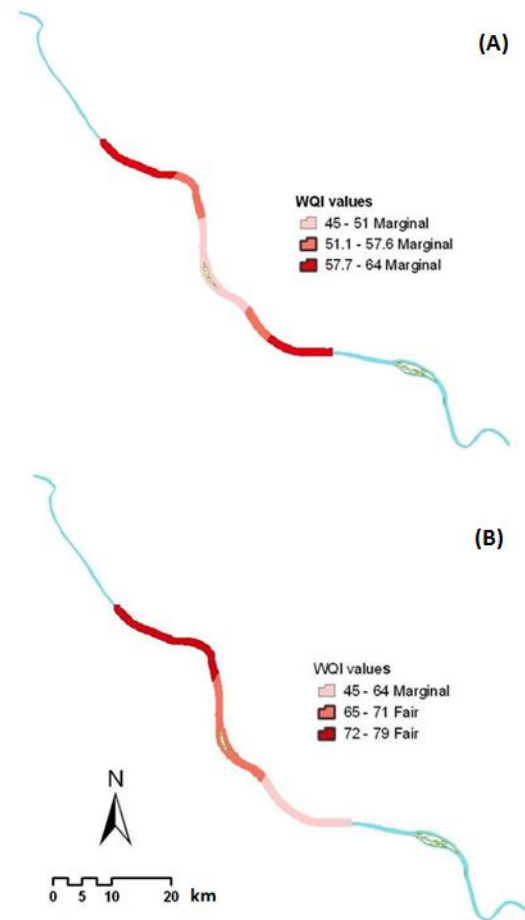 (A)
WQI values
45 - 51 Marginal
51.1 - 57.6 Marginal
57.7 - 64 Marginal
(B)
WQI values
45 - 64 Marginal
65 - 71 Fair
72 - 79 Fair
N
0 5 10 20 km